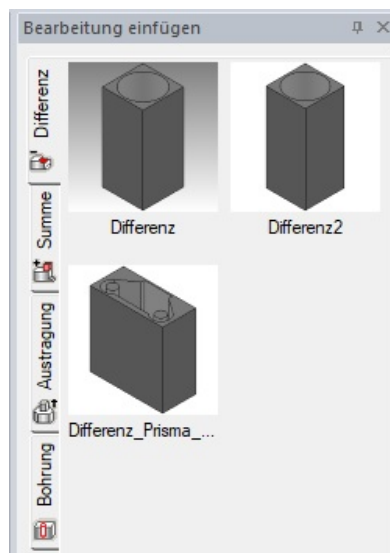 Bearbeitung einfügen
Differenz
Summe
Austragung
Bohrung
Differenz
Differenz2
Differenz_Prisma_...